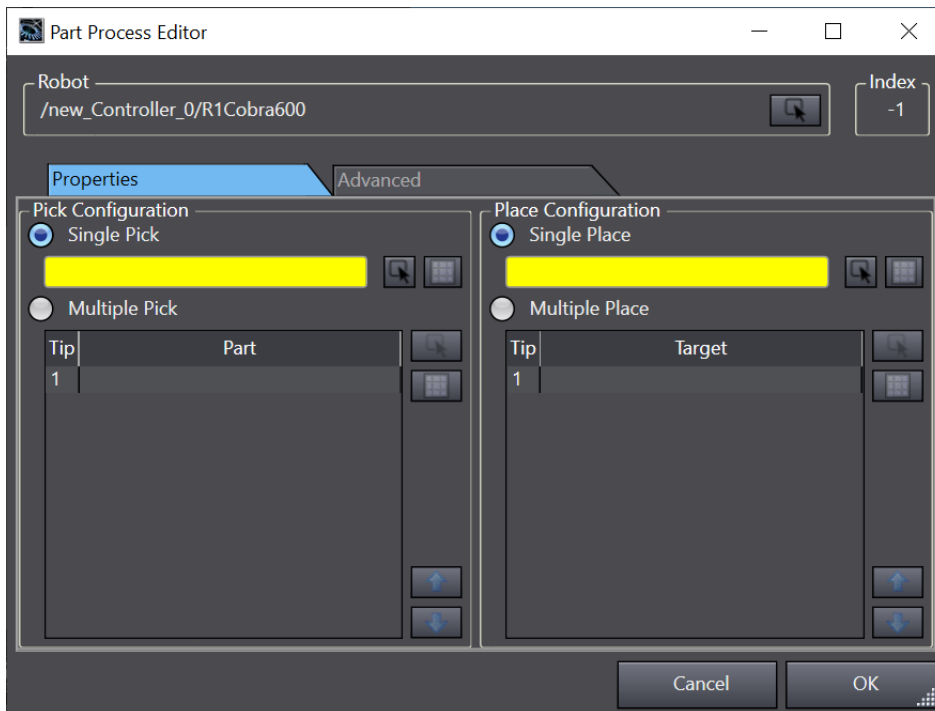 Part Process Editor
Robot
/new_Controller_0/R1Cobra600
Index
-1
Properties
Advanced
Pick Configuration
Single Pick
Multiple Pick
Tip Part
1
Place Configuration
Single Place
Multiple Place
Tip Target
1
Cancel
OK